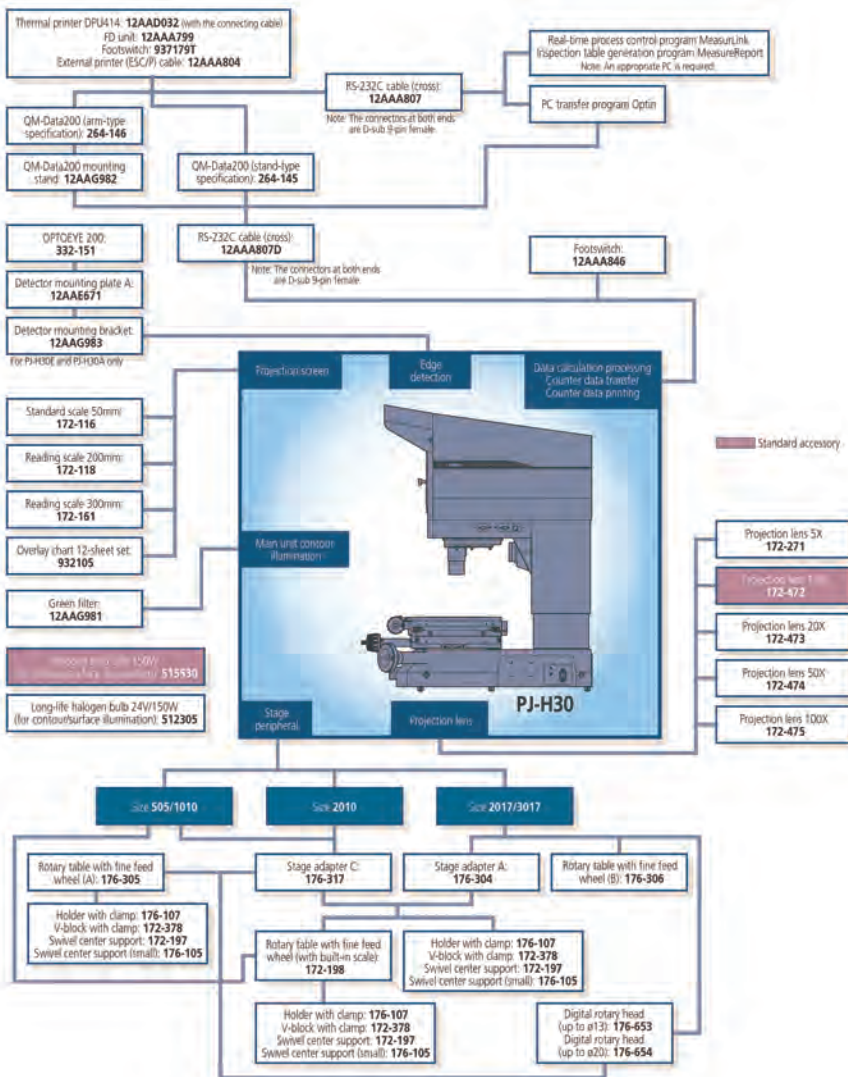 Thermal printer DPU414: 12AAD032 (with the connecting cable)
FD unit: 12AAA799
Footswitch: 937179T
External printer (ESC/P) cable: 12AAA804
Real-time process control program MeasurLink
Inspection table generation program MeasureReport
Note: An appropriate PC is required.
RS-232C cable (cross):
12AAA807
Note: The connectors at both ends
are D-sub 9-pin female.
PC transfer program Optin
QM-Data200 (arm-type
specification): 264-146
QM-Data200 mounting
stand: 12AAG982
QM-Data200 (stand-type
specification): 264-145
OPTOEYE 200:
332-151
RS-232C cable (cross):
12AAA807D
Note: The connectors at both ends
are D-sub 9-pin female.
Footswitch:
12AAA846
Detector mounting plate A:
12AAE671
Detector mounting bracket:
12AAG983
For PJ-H30E and PJ-H30A only
Projection screen
Edge
detection
Data calculation processing
Counter data transfer
Counter data printing
Standard scale 50mm:
172-116
Reading scale 200mm:
172-118
Reading scale 300mm:
172-161
Overlay chart 12-sheet set:
932105
Green filter:
12AAG981
Main unit contour
illumination
Standard accessory
Projection lens 5X
172-271
Projection lens
172-472
Projection lens 20X
172-473
Projection lens 50X
172-474
Projection lens 100X
172-475
150W
515530
Long-life halogen bulb 24V/150W
(for contour/surface illumination): 512305
Stage
peripheral
Projection lens
PJ-H30
Size 505/1010
Size 2010
Size 2017/3017
Rotary table with fine feed
wheel (A): 176-305
Stage adapter C:
176-317
Stage adapter A:
176-304
Rotary table with fine feed
wheel (B): 176-306
Holder with clamp: 176-107
V-block with clamp: 172-378
Swivel center support: 172-197
Swivel center support (small): 176-105
Rotary table with fine feed
wheel (with built-in scale):
172-198
Holder with clamp: 176-107
V-block with clamp: 172-378
Swivel center support: 172-197
Swivel center support (small): 176-105
Holder with clamp: 176-107
V-block with clamp: 172-378
Swivel center support: 172-197
Swivel center support (small): 176-105
Digital rotary head
(up to ø13): 176-653
Digital rotary head
(up to ø20): 176-654